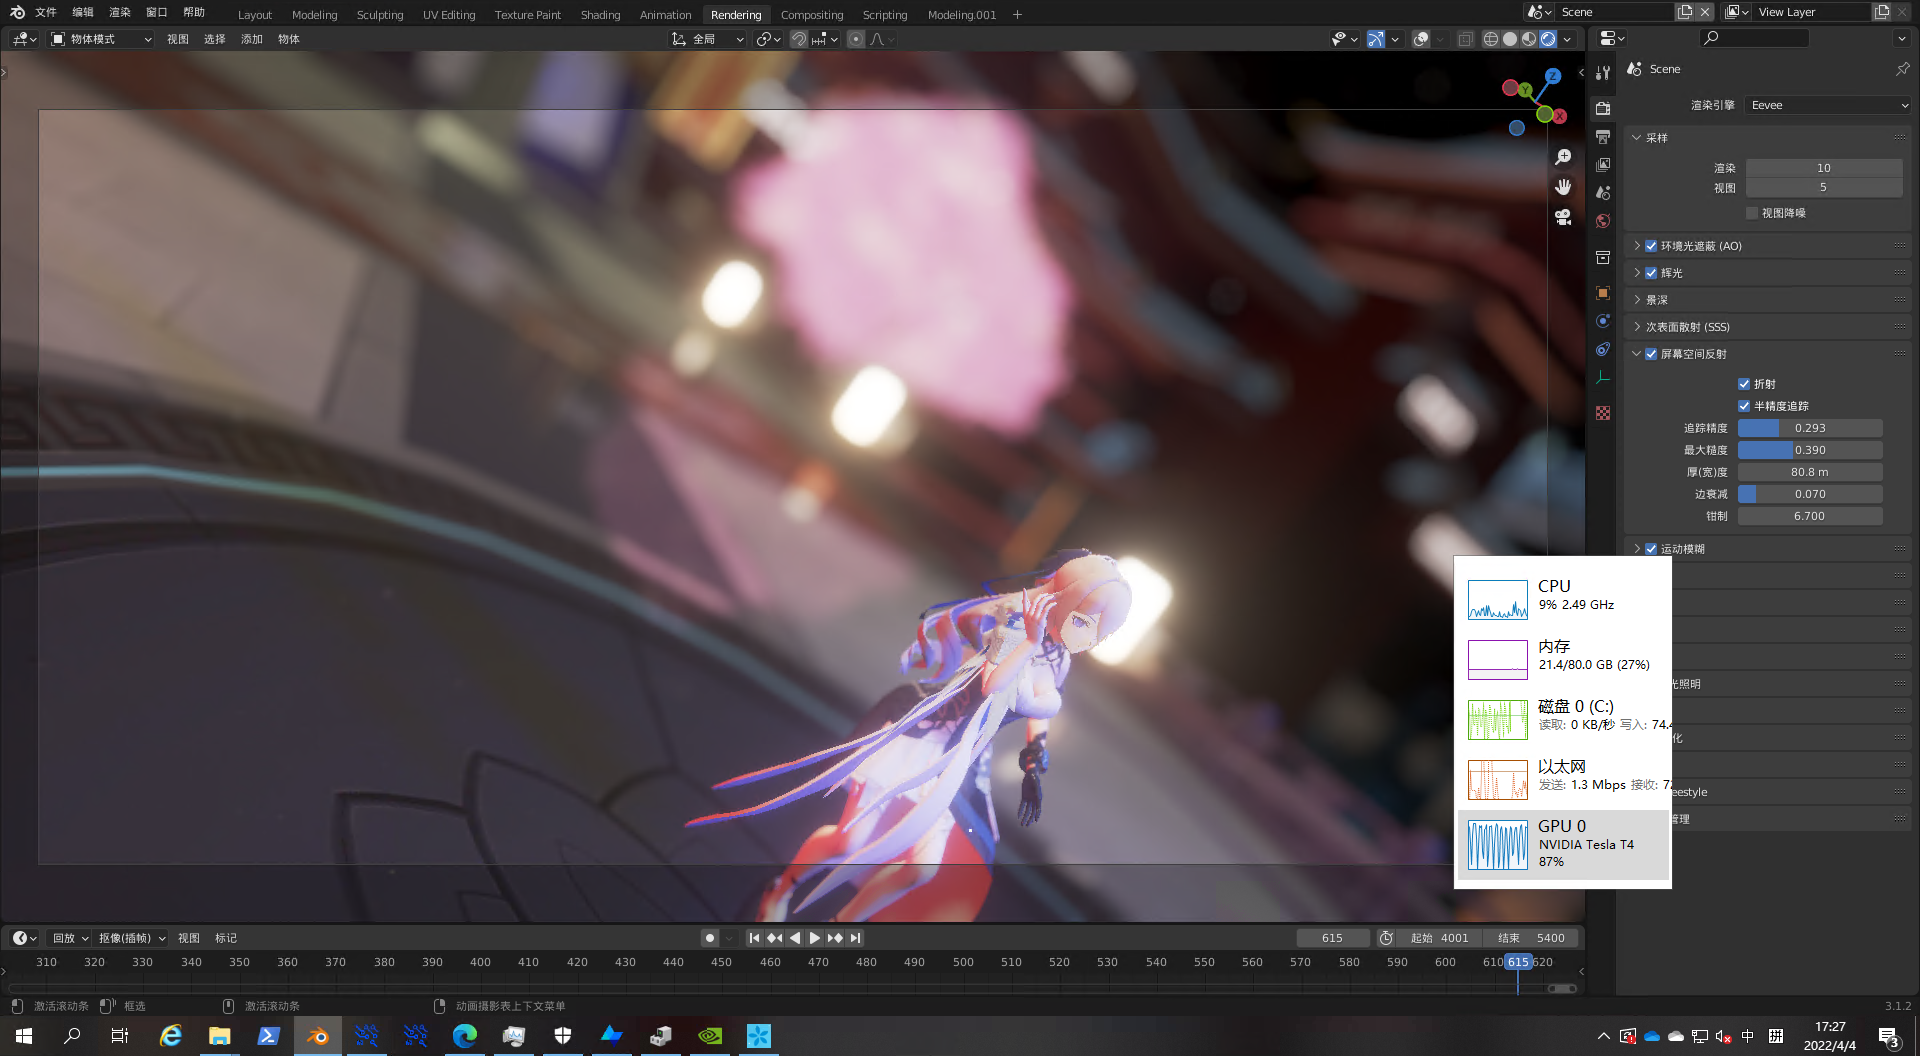 文件 编辑 渲染 窗口 帮助 Layout Modeling Sculpting UV Editing Texture Paint Shading Animation Rendering Compositing Scripting Modeling.001 + Scene View Layer
物体模式 视图 选择 添加 物体 全局
Scene
渲染引擎 Eevee
采样
渲染 10
视图 5
视图降噪
环境光遮蔽 (AO)
辉光
景深
次表面散射 (SSS)
屏幕空间反射
折射
半精度追踪
追踪精度 0.293
最大糙度 0.390
厚(宽)度 80.8 m
边衰减 0.070
钳制 6.700
运动模糊
光照明
化
eestyle
管理
CPU
9% 2.49 GHz
内存
21.4/80.0 GB (27%)
磁盘 0 (C:)
读取: 0 KB/秒 写入: 74.4
以太网
发送: 1.3 Mbps 接收: 7
GPU 0
NVIDIA Tesla T4
87%
X
Y
Z
回放 抠像(插帧) 视图 标记 615 起始 4001 结束 5400
310 320 330 340 350 360 370 380 390 400 410 420 430 440 450 460 470 480 490 500 510 520 530 540 550 560 570 580 590 600 610 615 620
激活滚动条 框选 激活滚动条 动画摄影表上下文菜单 3.1.2
中 拼 17:27
2022/4/4 3